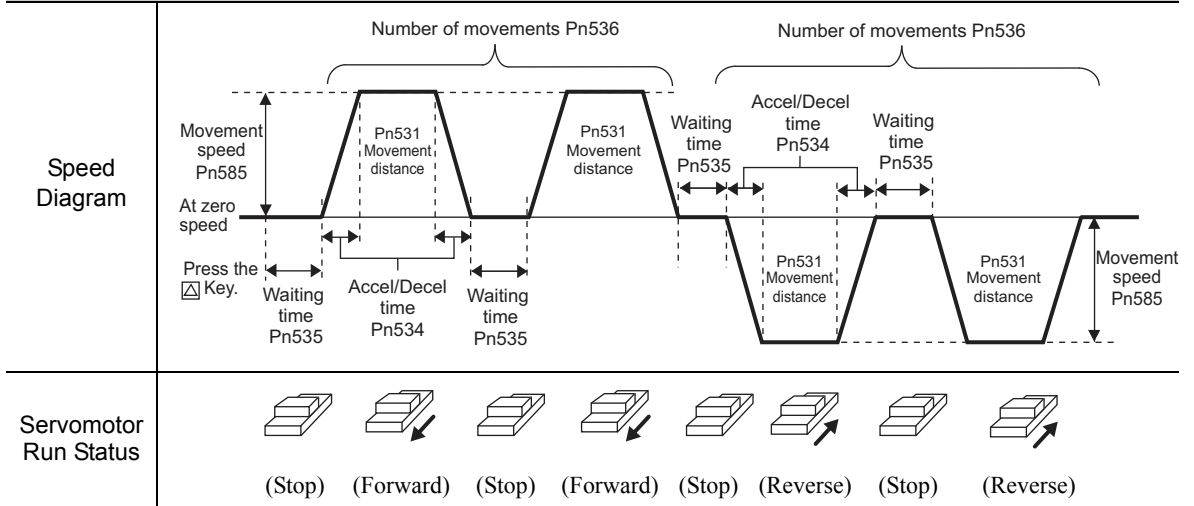 Number of movements Pn536
Number of movements Pn536
Speed
Diagram
Movement
speed
Pn585
Pn531
Movement
distance
Pn531
Movement
distance
Waiting
time
Pn535
Accel/Decel
time
Pn534
Waiting
time
Pn535
At zero
speed
Press the
△ Key.
Waiting
time
Pn535
Accel/Decel
time
Pn534
Waiting
time
Pn535
Pn531
Movement
distance
Pn531
Movement
distance
Movement
speed
Pn585
Servomotor
Run Status
(Stop) (Forward) (Stop) (Forward) (Stop) (Reverse) (Stop) (Reverse)